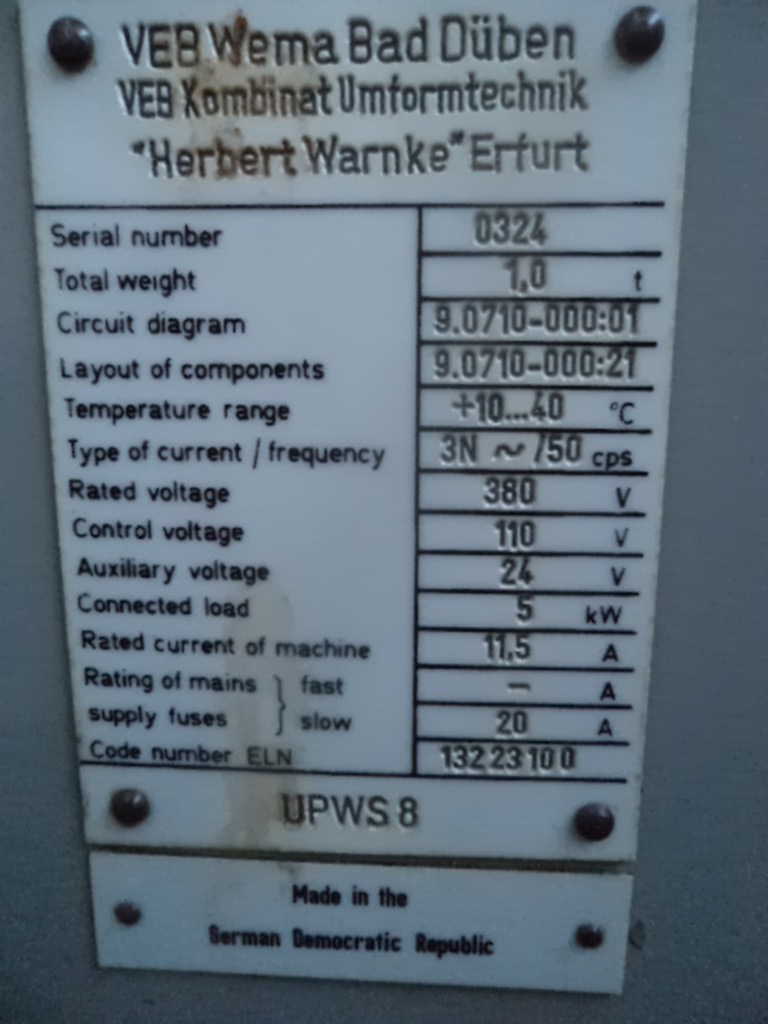 VEB Wema Bad Düben
VEB Kombinat Umformtechnik
"Herbert Warnke" Erfurt
Serial number 0324
Total weight 1,0 t
Circuit diagram 9.0710-000:01
Layout of components 9.0710-000:21
Temperature range +10...40 °C
Type of current / frequency 3N ~ /50 cps
Rated voltage 380 V
Control voltage 110 V
Auxiliary voltage 24 V
Connected load 5 kW
Rated current of machine 11,5 A
Rating of mains } fast — A
supply fuses } slow 20 A
Code number ELN 132 23 10 0
UPWS 8
Made in the
German Democratic Republic